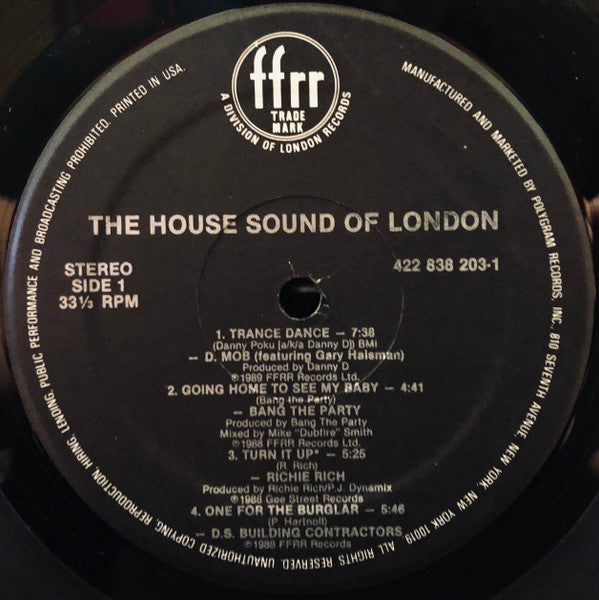 ffrr
TRADE
MARK
A DIVISION OF LONDON RECORDS
THE HOUSE SOUND OF LONDON
STEREO
SIDE 1
33⅓ RPM
422 838 203-1
1. TRANCE DANCE – 7:38
(Danny Poku [a/k/a Danny D]) BMI
– D. MOB (featuring Gary Haisman)
Produced by Danny D
℗1989 FFRR Records Ltd.
2. GOING HOME TO SEE MY BABY – 4:41
(Bang the Party)
– BANG THE PARTY
Produced by Bang The Party
Mixed by Mike "Dubfire" Smith
℗1988 FFRR Records Ltd.
3. TURN IT UP* – 5:25
(R. Rich)
– RICHIE RICH
Produced by Richie Rich/P.J. Dynamix
℗1988 Gee Street Records
4. ONE FOR THE BURGLAR – 5:46
(P. Hartnoll)
– D.S. BUILDING CONTRACTORS
℗1988 FFRR Records
MANUFACTURED AND MARKETED BY POLYGRAM RECORDS, INC. 810 SEVENTH AVENUE, NEW YORK, NEW YORK 10019 ALL RIGHTS RESERVED. UNAUTHORIZED COPYING, REPRODUCTION, HIRING, LENDING, PUBLIC PERFORMANCE AND BROADCASTING PROHIBITED. PRINTED IN USA.